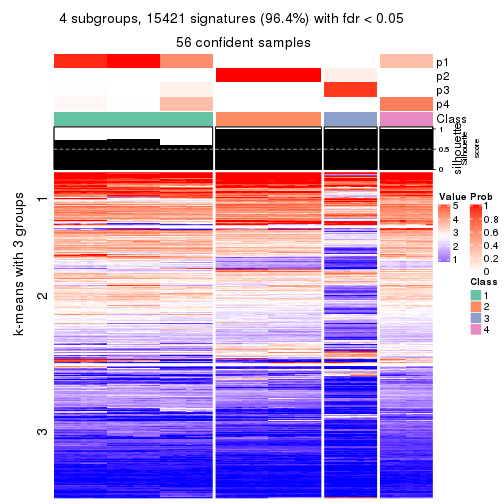 4 subgroups, 15421 signatures (96.4%) with fdr < 0.05
56 confident samples
p1
p2
p3
p4
Class
1
0.5
0
silhouette
Silhouette
score
k-means with 3 groups
1
2
3
Value
5
4
3
2
1
Prob
1
0.8
0.6
0.4
0.2
0
Class
1
2
3
4